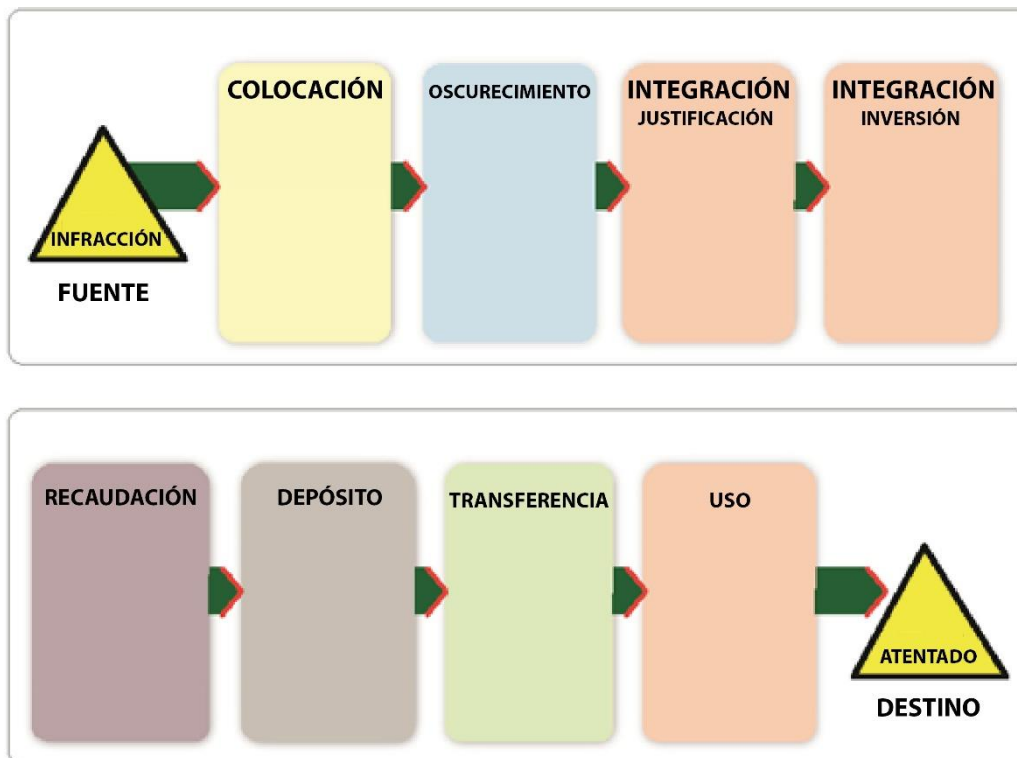 COLOCACIÓN
OSCURECIMIENTO
INTEGRACIÓN
JUSTIFICACIÓN
INTEGRACIÓN
INVERSIÓN
INFRACCIÓN
FUENTE
RECAUDACIÓN
DEPÓSITO
TRANSFERENCIA
USO
ATENTADO
DESTINO